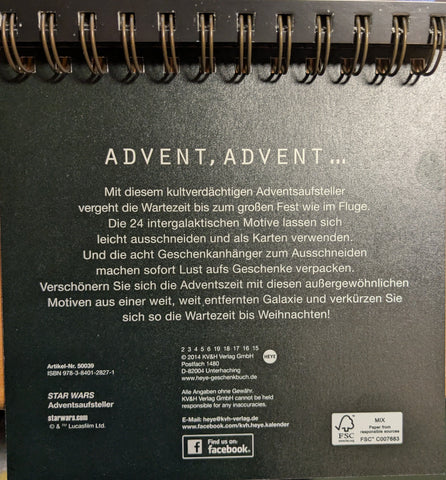 ADVENT, ADVENT ...
Mit diesem kultverdächtigen Adventsaufsteller
vergeht die Wartezeit bis zum großen Fest wie im Fluge.
Die 24 intergalaktischen Motive lassen sich
leicht ausschneiden und als Karten verwenden.
Und die acht Geschenkanhänger zum Ausschneiden
machen sofort Lust aufs Geschenke verpacken.
Verschönern Sie sich die Adventszeit mit diesen außergewöhnlichen
Motiven aus einer weit, weit entfernten Galaxie und verkürzen Sie
sich so die Wartezeit bis Weihnachten!
Artikel-Nr. 50039
ISBN 978-3-8401-2827-1
STAR WARS
Adventsaufsteller
starwars.com
© & ™ Lucasfilm Ltd.
2 3 4 5 6 19 18 17 16 15
© 2014 KV&H Verlag GmbH
Postfach 1480
D-82004 Unterhaching
www.heye-geschenkbuch.de
HEYE
Alle Angaben ohne Gewähr.
KV&H Verlag GmbH cannot be held
responsible for any inaccuracies.
E-Mail: heye@kvh-verlag.de
www.facebook.com/kvh.heye.kalender
f Find us on:
facebook.
FSC
www.fsc.org
MIX
Paper from
responsible sources
FSC® C007683